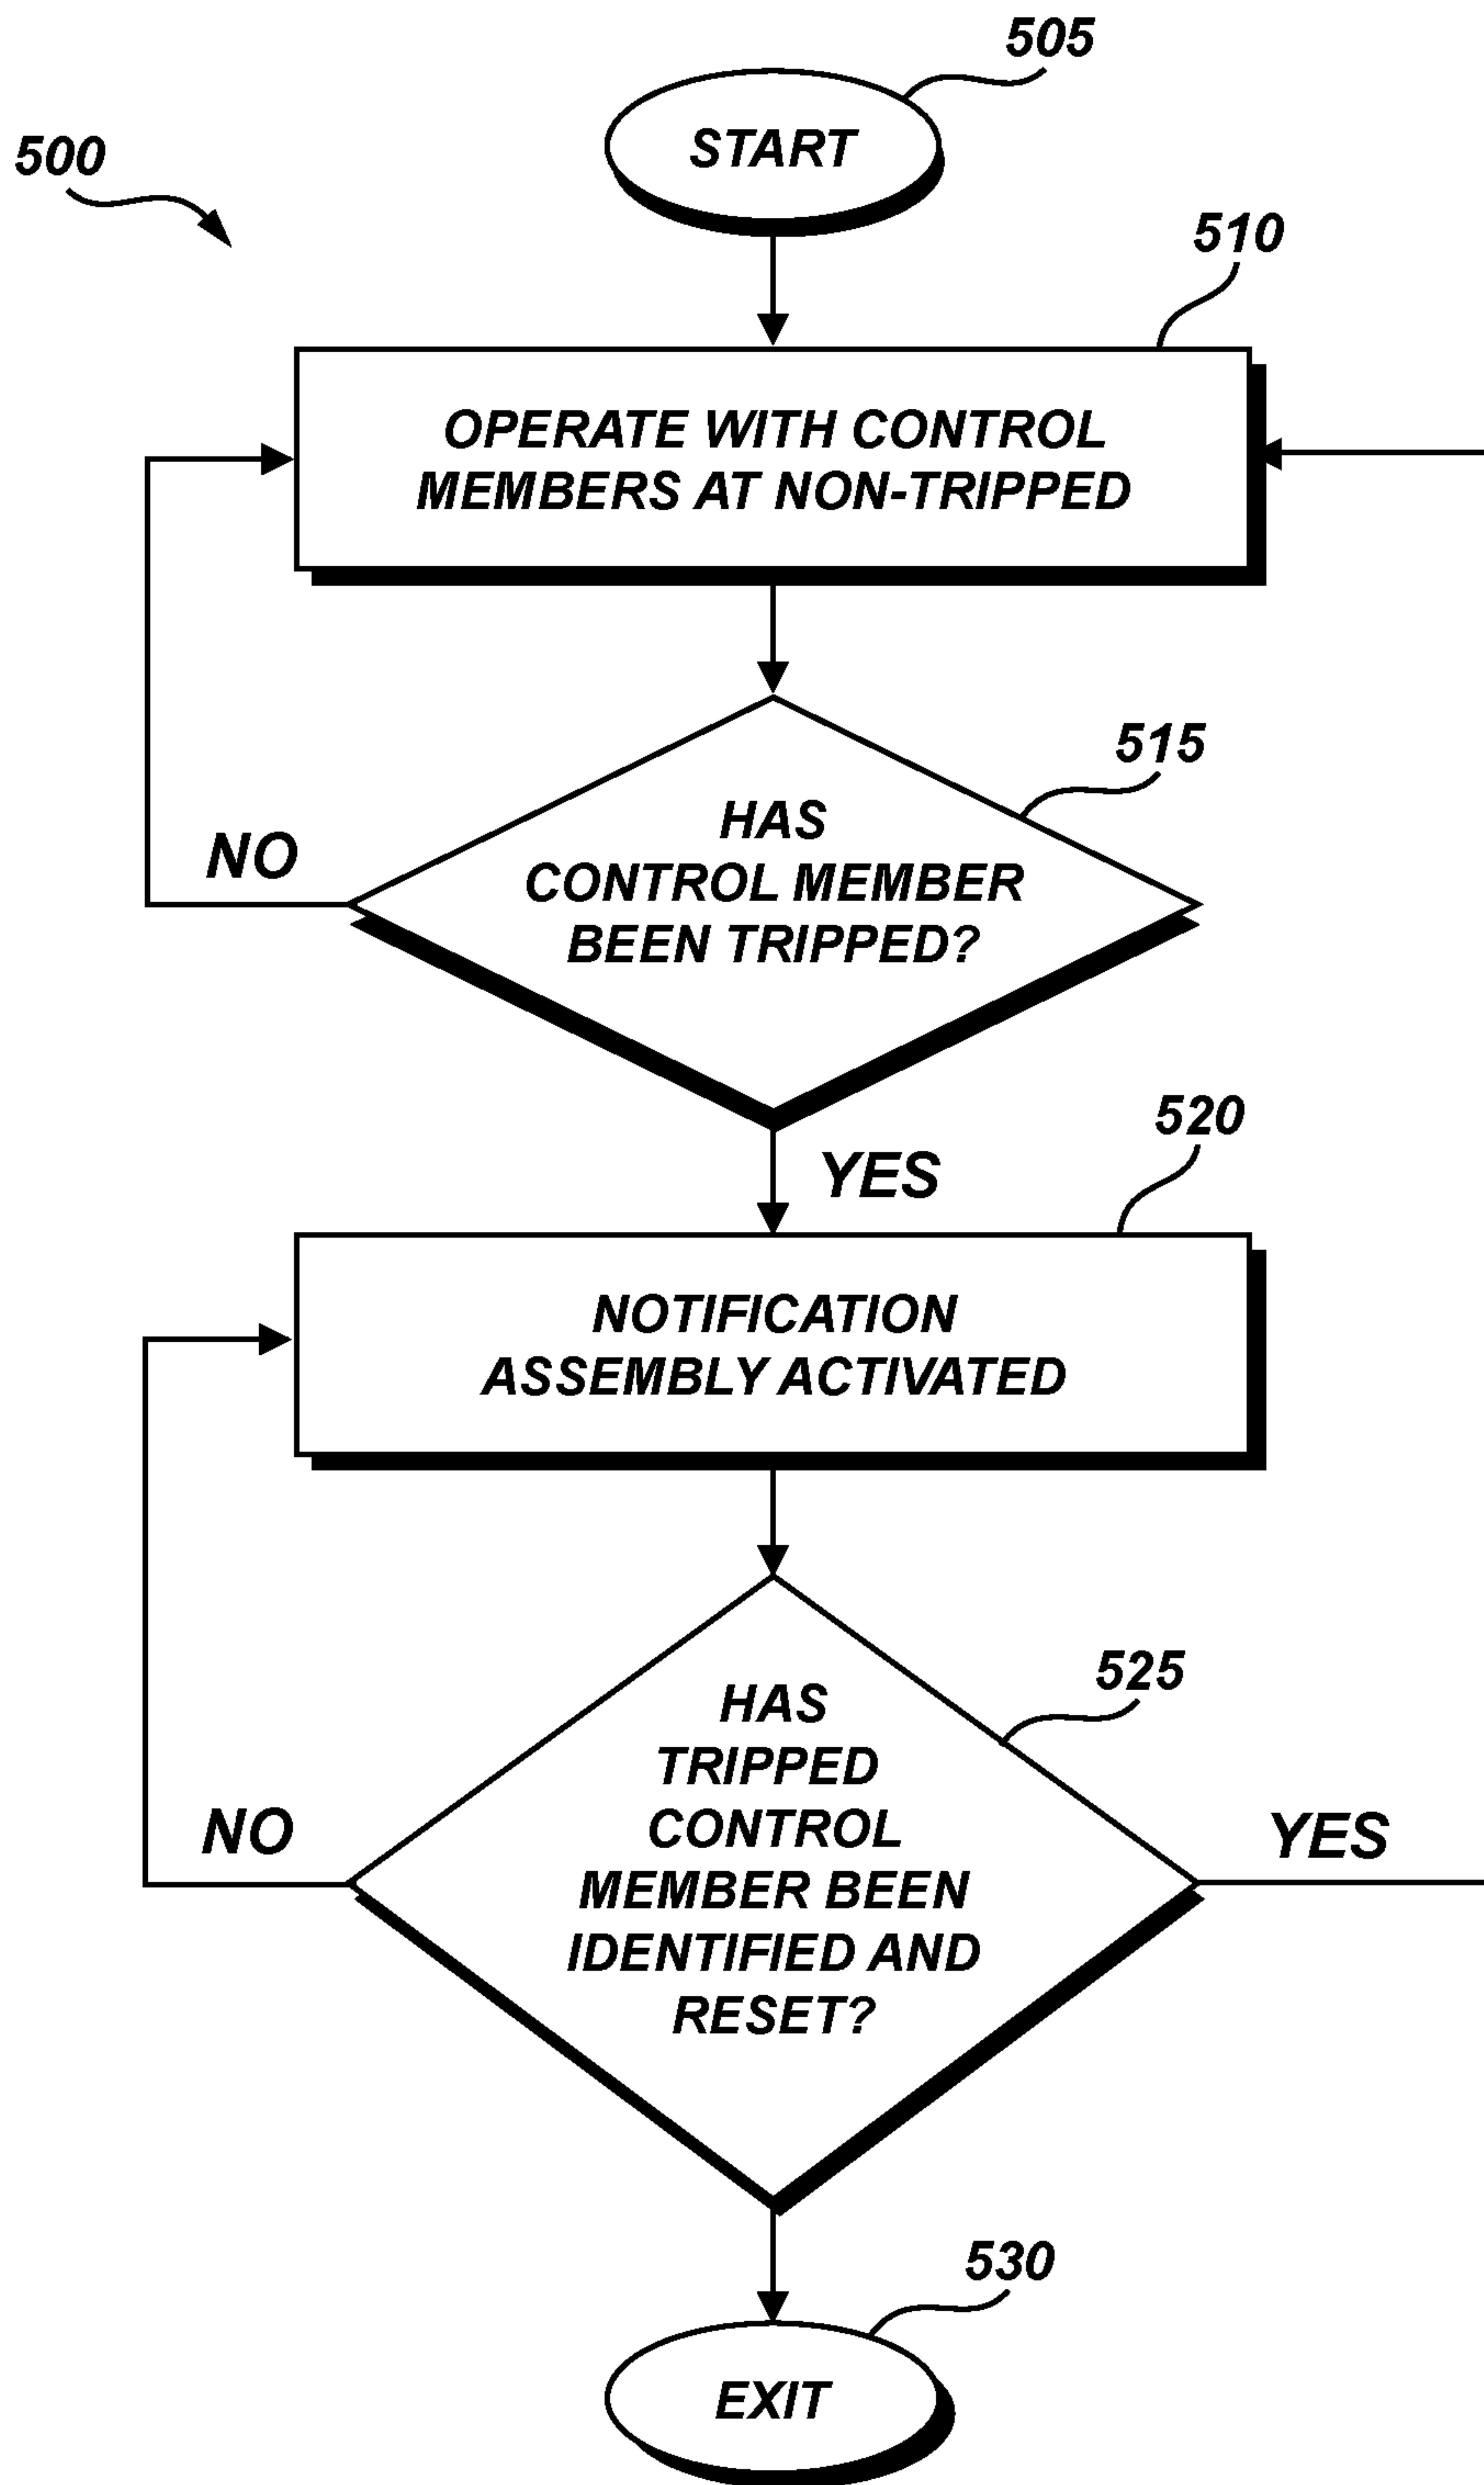 505
START
500
510
OPERATE WITH CONTROL
MEMBERS AT NON-TRIPPED
515
HAS
CONTROL MEMBER
BEEN TRIPPED?
NO
520
YES
NOTIFICATION
ASSEMBLY ACTIVATED
525
HAS
TRIPPED
CONTROL
MEMBER BEEN
IDENTIFIED AND
RESET?
NO
YES
530
EXIT